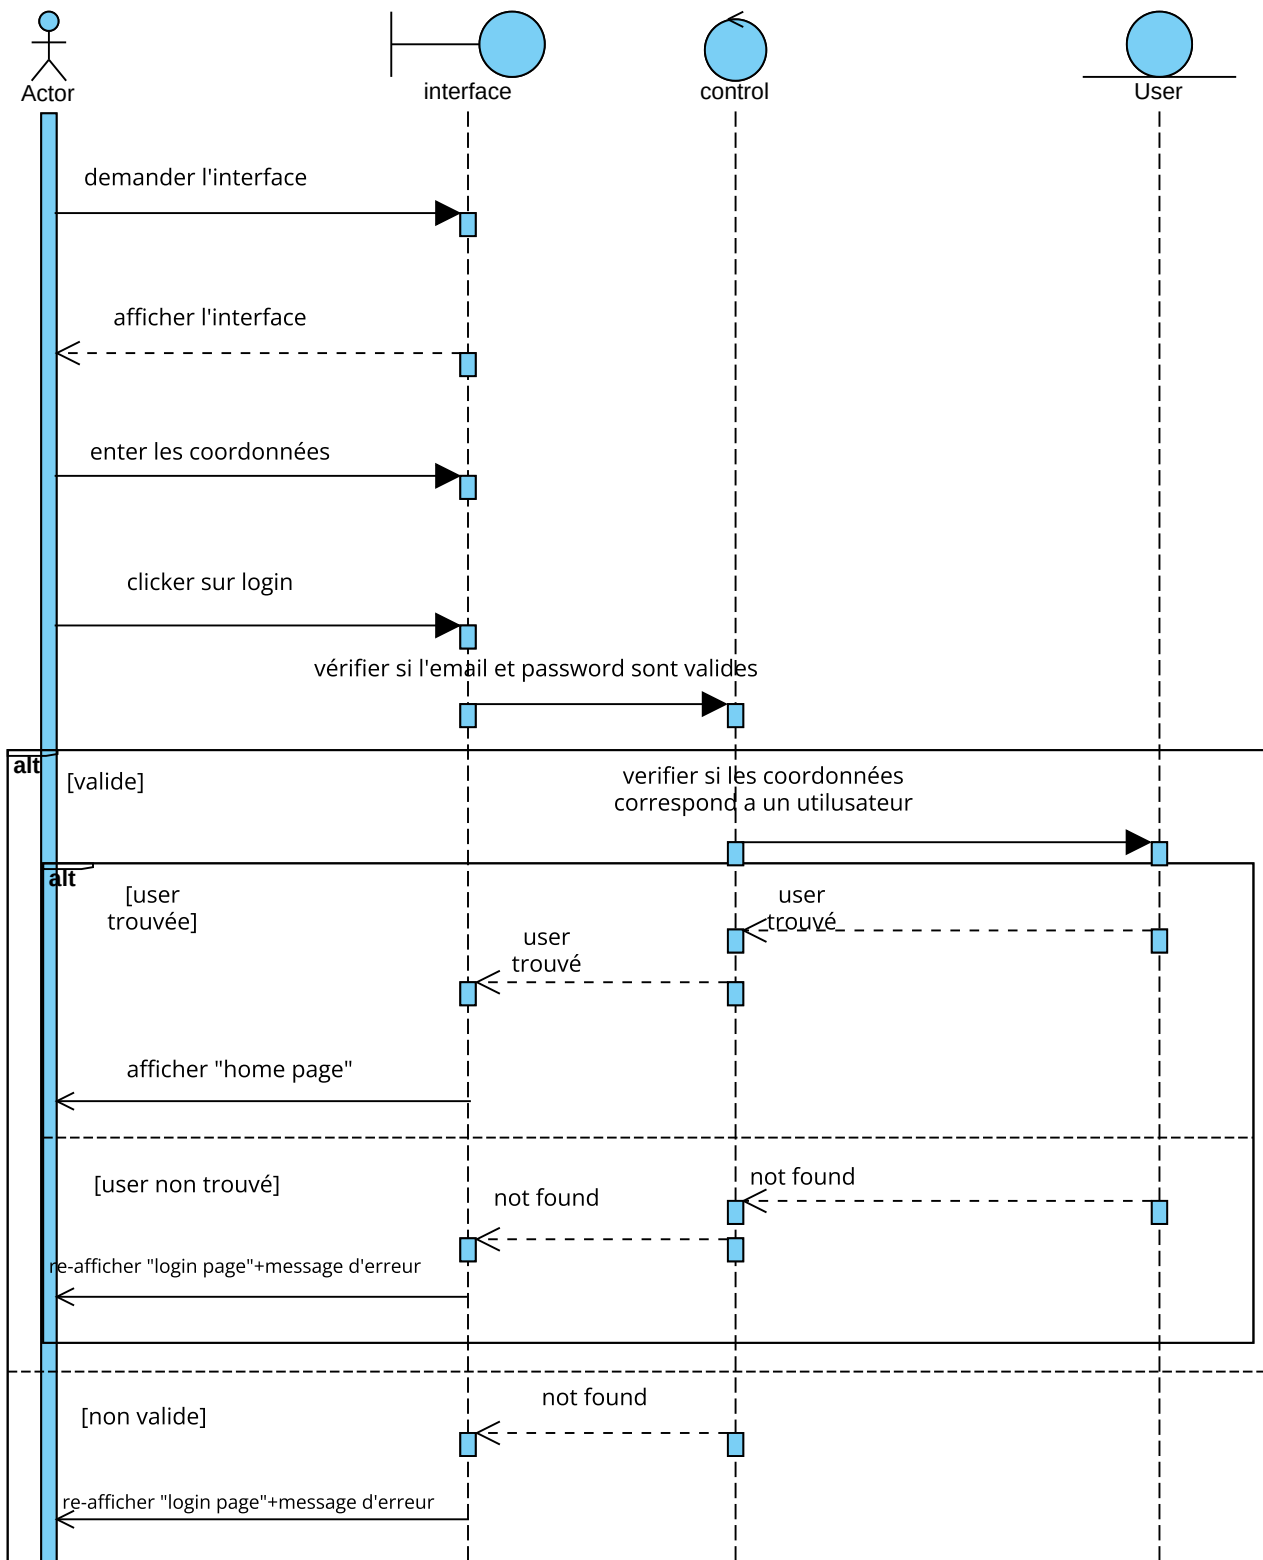 Actor
interface
control
User
demander l'interface
afficher l'interface
enter les coordonnées
clicker sur login
vérifier si l'email et password sont valides
alt
[valide]
verifier si les coordonnées
correspond a un utilusateur
alt
[user
trouvée]
user
trouvé
user
trouvé
afficher "home page"
[user non trouvé]
not found
not found
re-afficher "login page"+message d'erreur
not found
[non valide]
re-afficher "login page"+message d'erreur